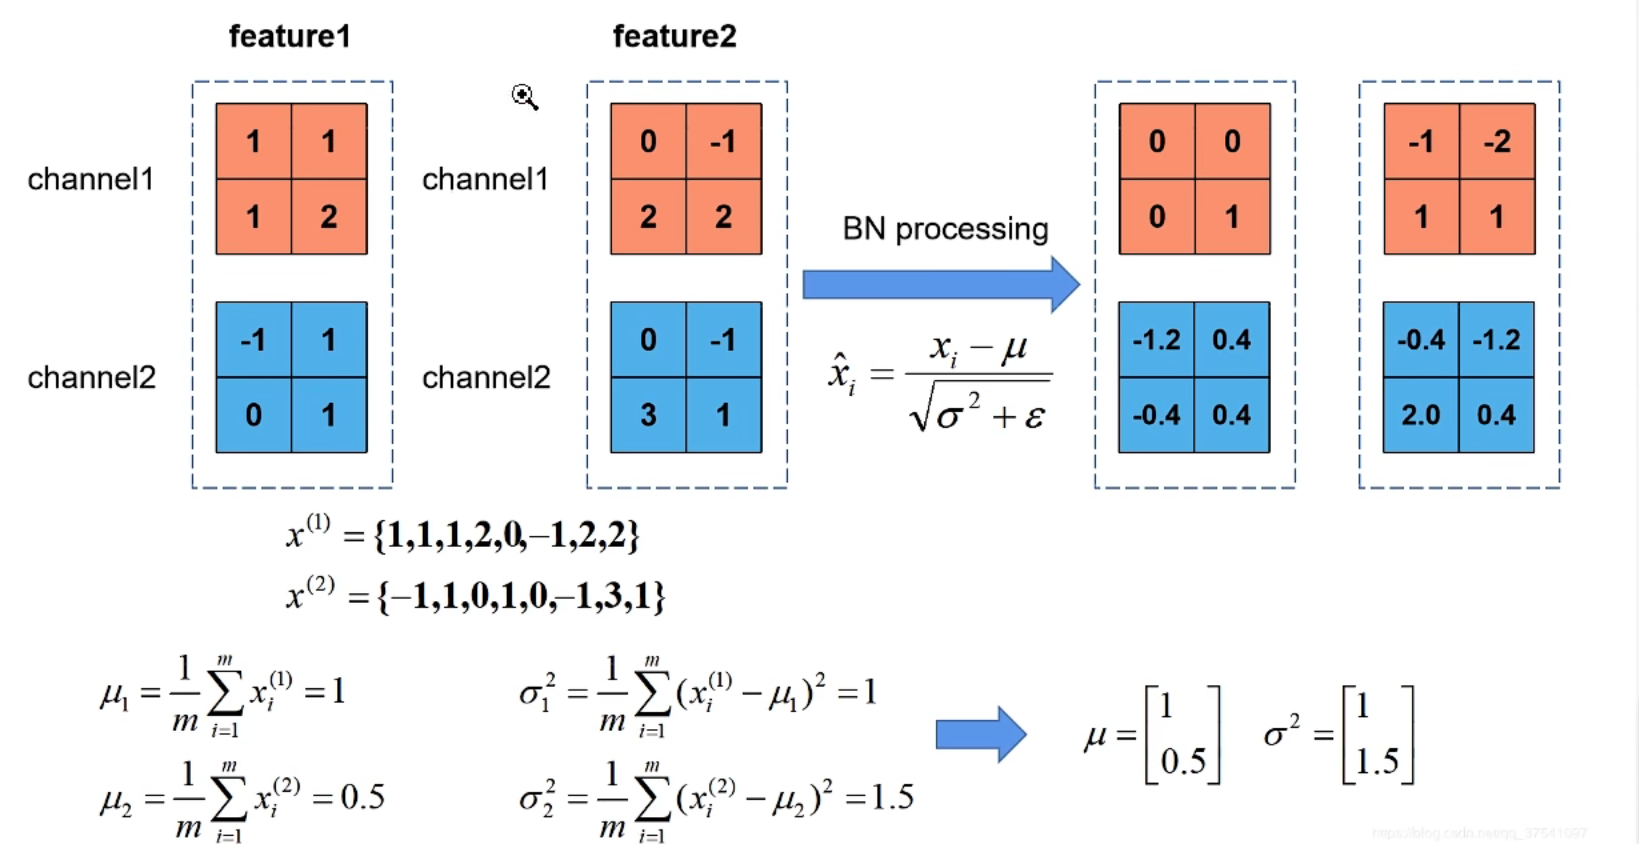 feature1 feature2
channel1 1 1 channel1 0 -1 0 0 -1 -2
1 2 2 2 0 1 1 1
BN processing
channel2 -1 1 channel2 0 -1 -1.2 0.4 -0.4 -1.2
0 1 3 1 -0.4 0.4 2.0 0.4
x̂ᵢ = (xᵢ − μ) / √(σ² + ε)
x⁽¹⁾ = {1,1,1,2,0,−1,2,2}
x⁽²⁾ = {−1,1,0,1,0,−1,3,1}
μ₁ = 1/m ∑ᵢ₌₁ᵐ xᵢ⁽¹⁾ = 1 σ₁² = 1/m ∑ᵢ₌₁ᵐ (xᵢ⁽¹⁾ − μ₁)² = 1
μ = [1 0.5] σ² = [1 1.5]
μ₂ = 1/m ∑ᵢ₌₁ᵐ xᵢ⁽²⁾ = 0.5 σ₂² = 1/m ∑ᵢ₌₁ᵐ (xᵢ⁽²⁾ − μ₂)² = 1.5